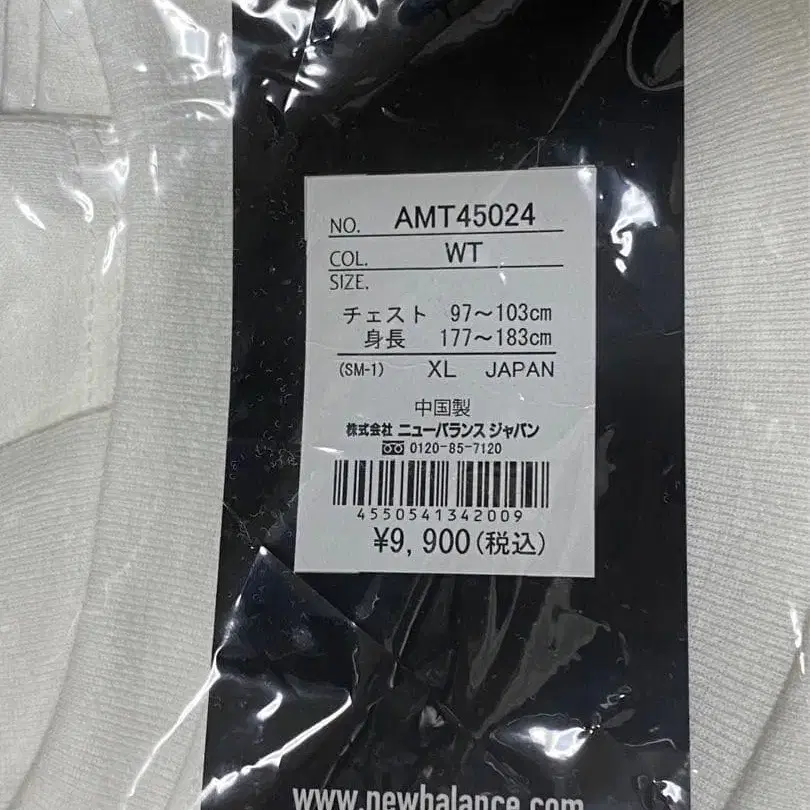 NO. AMT45024
COL. WT
SIZE.
チェスト 97~103cm
身長 177~183cm
(SM-1) XL JAPAN
中国製
株式会社 ニューバランス ジャパン
0120-85-7120
4550541342009
¥9,900(税込)
www.newbalance.com